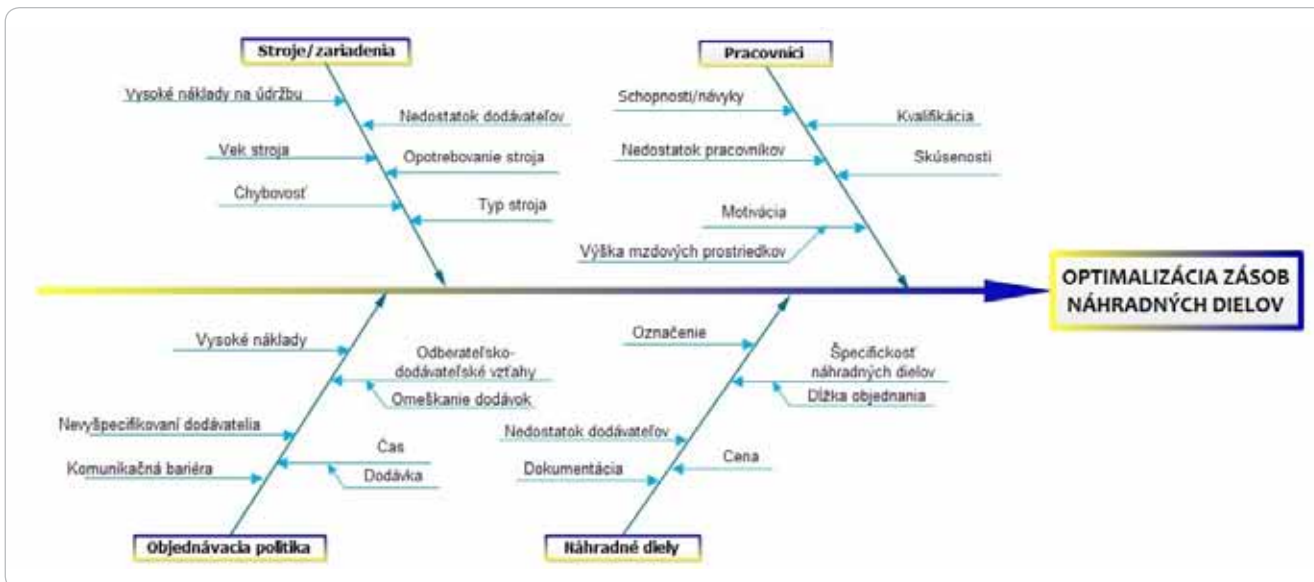 Stroje/zariadenia
Vysoké náklady na údržbu
Nedostatok dodávateľov
Vek stroja
Opotrebovanie stroja
Chybovosť
Typ stroja
Pracovníci
Schopnosti/návyky
Kvalifikácia
Nedostatok pracovníkov
Skúsenosti
Motivácia
Výška mzdových prostriedkov
OPTIMALIZÁCIA ZÁSOB
NÁHRADNÝCH DIELOV
Vysoké náklady
Odberateľsko-
dodávateľské vzťahy
Omeškanie dodávok
Nevyšpecifikovaní dodávatelia
Čas
Komunikačná bariéra
Dodávka
Objednávacia politika
Označenie
Špecifickosť
náhradných dielov
Dĺžka objednania
Nedostatok dodávateľov
Cena
Dokumentácia
Náhradné diely